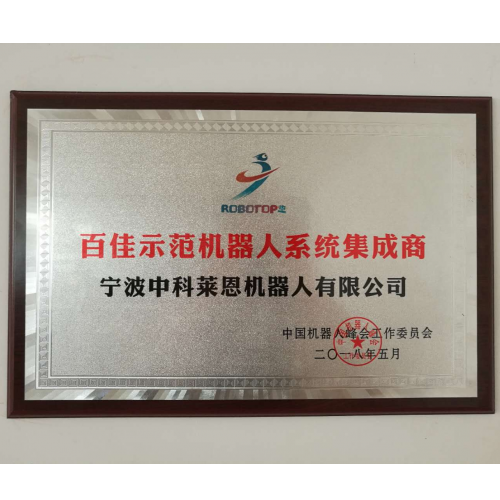 ROBOTOP
百佳示范机器人系统集成商
宁波中科莱恩机器人有限公司
中国机器人峰会工作委员会
二〇一八年五月